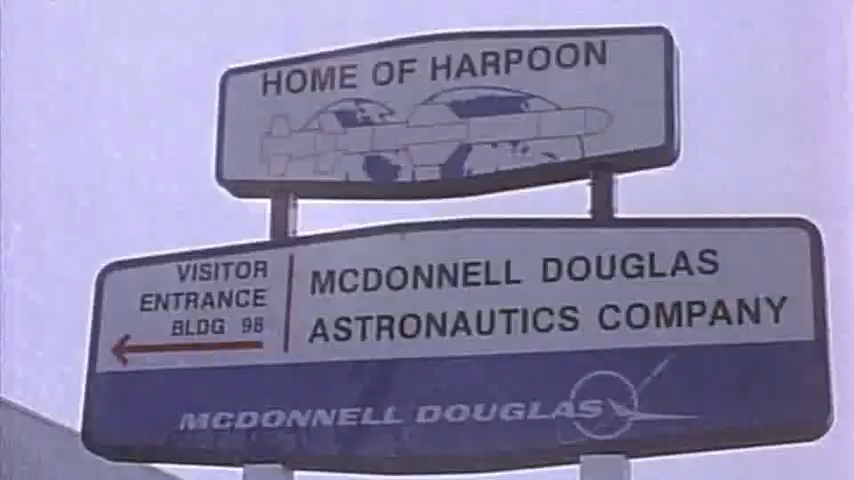 HOME OF HARPOON
VISITOR
ENTRANCE
BLDG 98
MCDONNELL DOUGLAS
ASTRONAUTICS COMPANY
MCDONNELL DOUGLAS